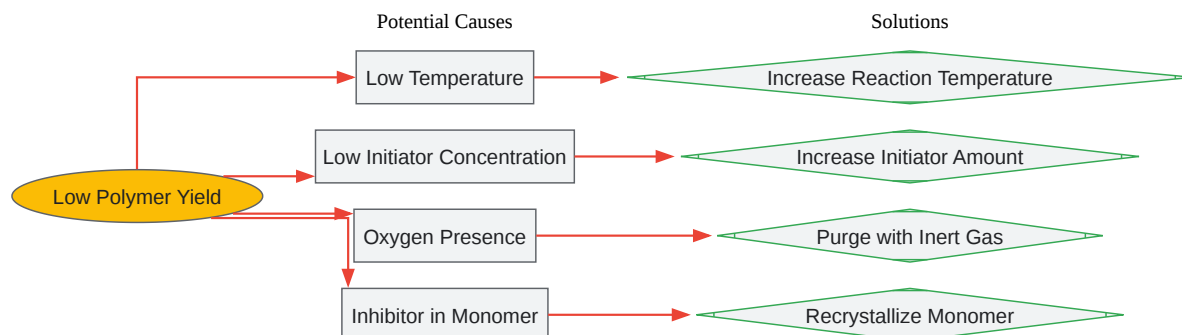 Potential Causes
Solutions
Low Temperature
Increase Reaction Temperature
Low Initiator Concentration
Increase Initiator Amount
Low Polymer Yield
Oxygen Presence
Purge with Inert Gas
Inhibitor in Monomer
Recrystallize Monomer